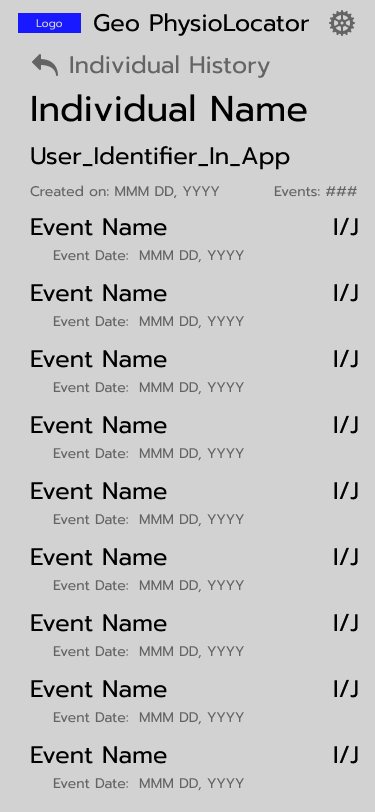 Logo Geo PhysioLocator
Individual History
Individual Name
User_Identifier_In_App
Created on: MMM DD, YYYY Events: ###
Event Name I/J
Event Date: MMM DD, YYYY
Event Name I/J
Event Date: MMM DD, YYYY
Event Name I/J
Event Date: MMM DD, YYYY
Event Name I/J
Event Date: MMM DD, YYYY
Event Name I/J
Event Date: MMM DD, YYYY
Event Name I/J
Event Date: MMM DD, YYYY
Event Name I/J
Event Date: MMM DD, YYYY
Event Name I/J
Event Date: MMM DD, YYYY
Event Name I/J
Event Date: MMM DD, YYYY